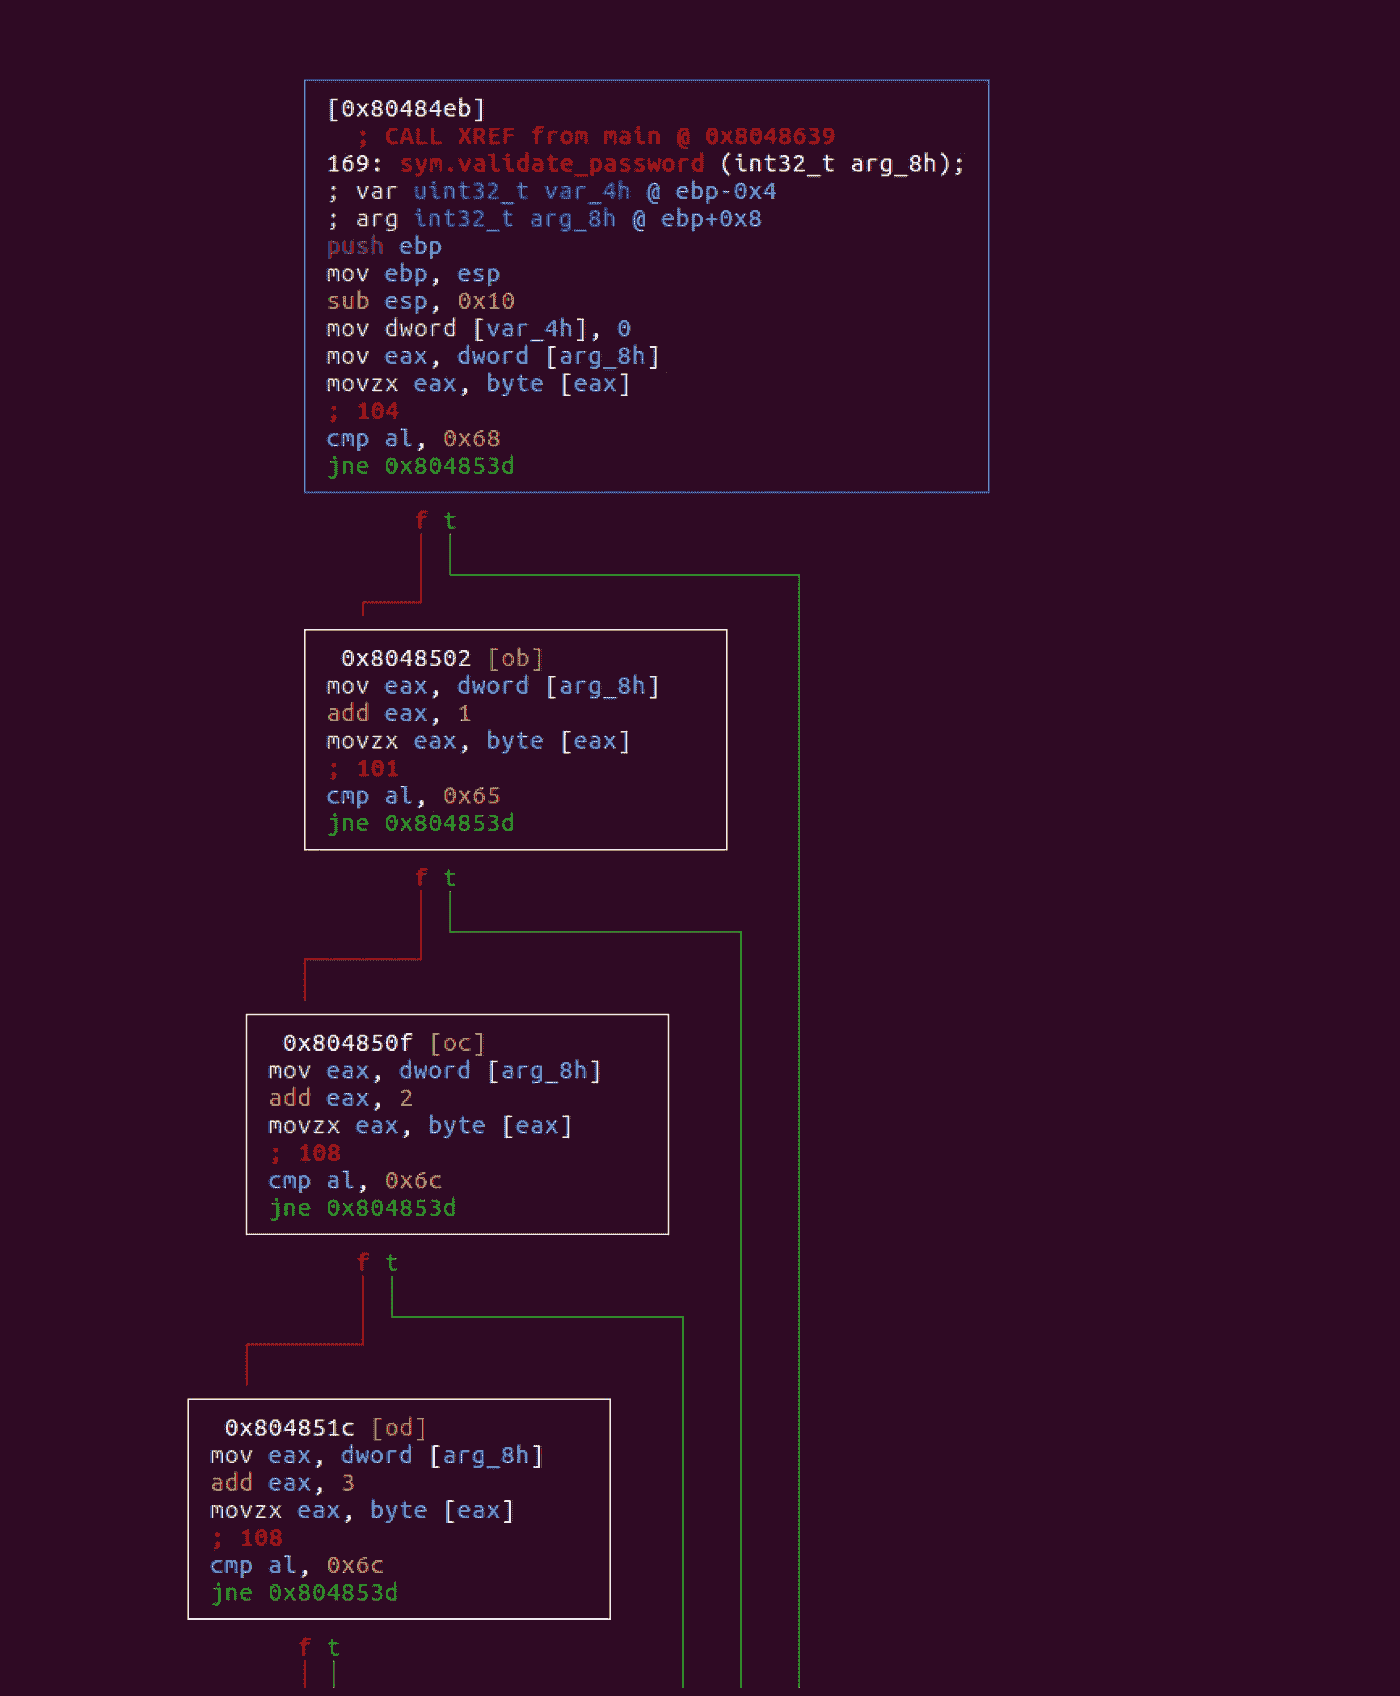 [0x80484eb]
; CALL XREF from main @ 0x8048639
169: sym.validate_password (int32_t arg_8h);
; var uint32_t var_4h @ ebp-0x4
; arg int32_t arg_8h @ ebp+0x8
push ebp
mov ebp, esp
sub esp, 0x10
mov dword [var_4h], 0
mov eax, dword [arg_8h]
movzx eax, byte [eax]
; 104
cmp al, 0x68
jne 0x804853d
f t
0x8048502 [ob]
mov eax, dword [arg_8h]
add eax, 1
movzx eax, byte [eax]
; 101
cmp al, 0x65
jne 0x804853d
f t
0x804850f [oc]
mov eax, dword [arg_8h]
add eax, 2
movzx eax, byte [eax]
; 108
cmp al, 0x6c
jne 0x804853d
f t
0x804851c [od]
mov eax, dword [arg_8h]
add eax, 3
movzx eax, byte [eax]
; 108
cmp al, 0x6c
jne 0x804853d
f t